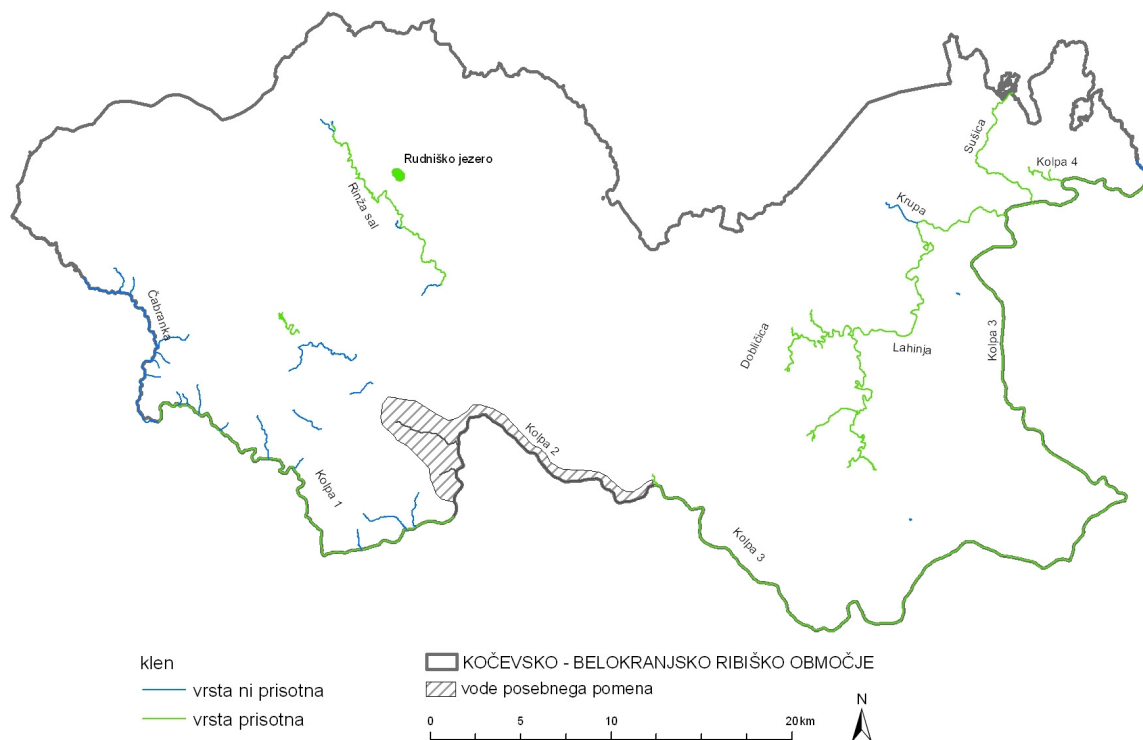 Sušica
Kolpa 4
Rudniško jezero
Rinža sal
Krupa
Čabranka
Kolpa 3
Dobličica
Lahinja
Kolpa 2
Kolpa 1
Kolpa 3
klen
vrsta ni prisotna
vrsta prisotna
KOČEVSKO - BELOKRANJSKO RIBIŠKO OBMOČJE
vode posebnega pomena
N
0 5 10 20 km